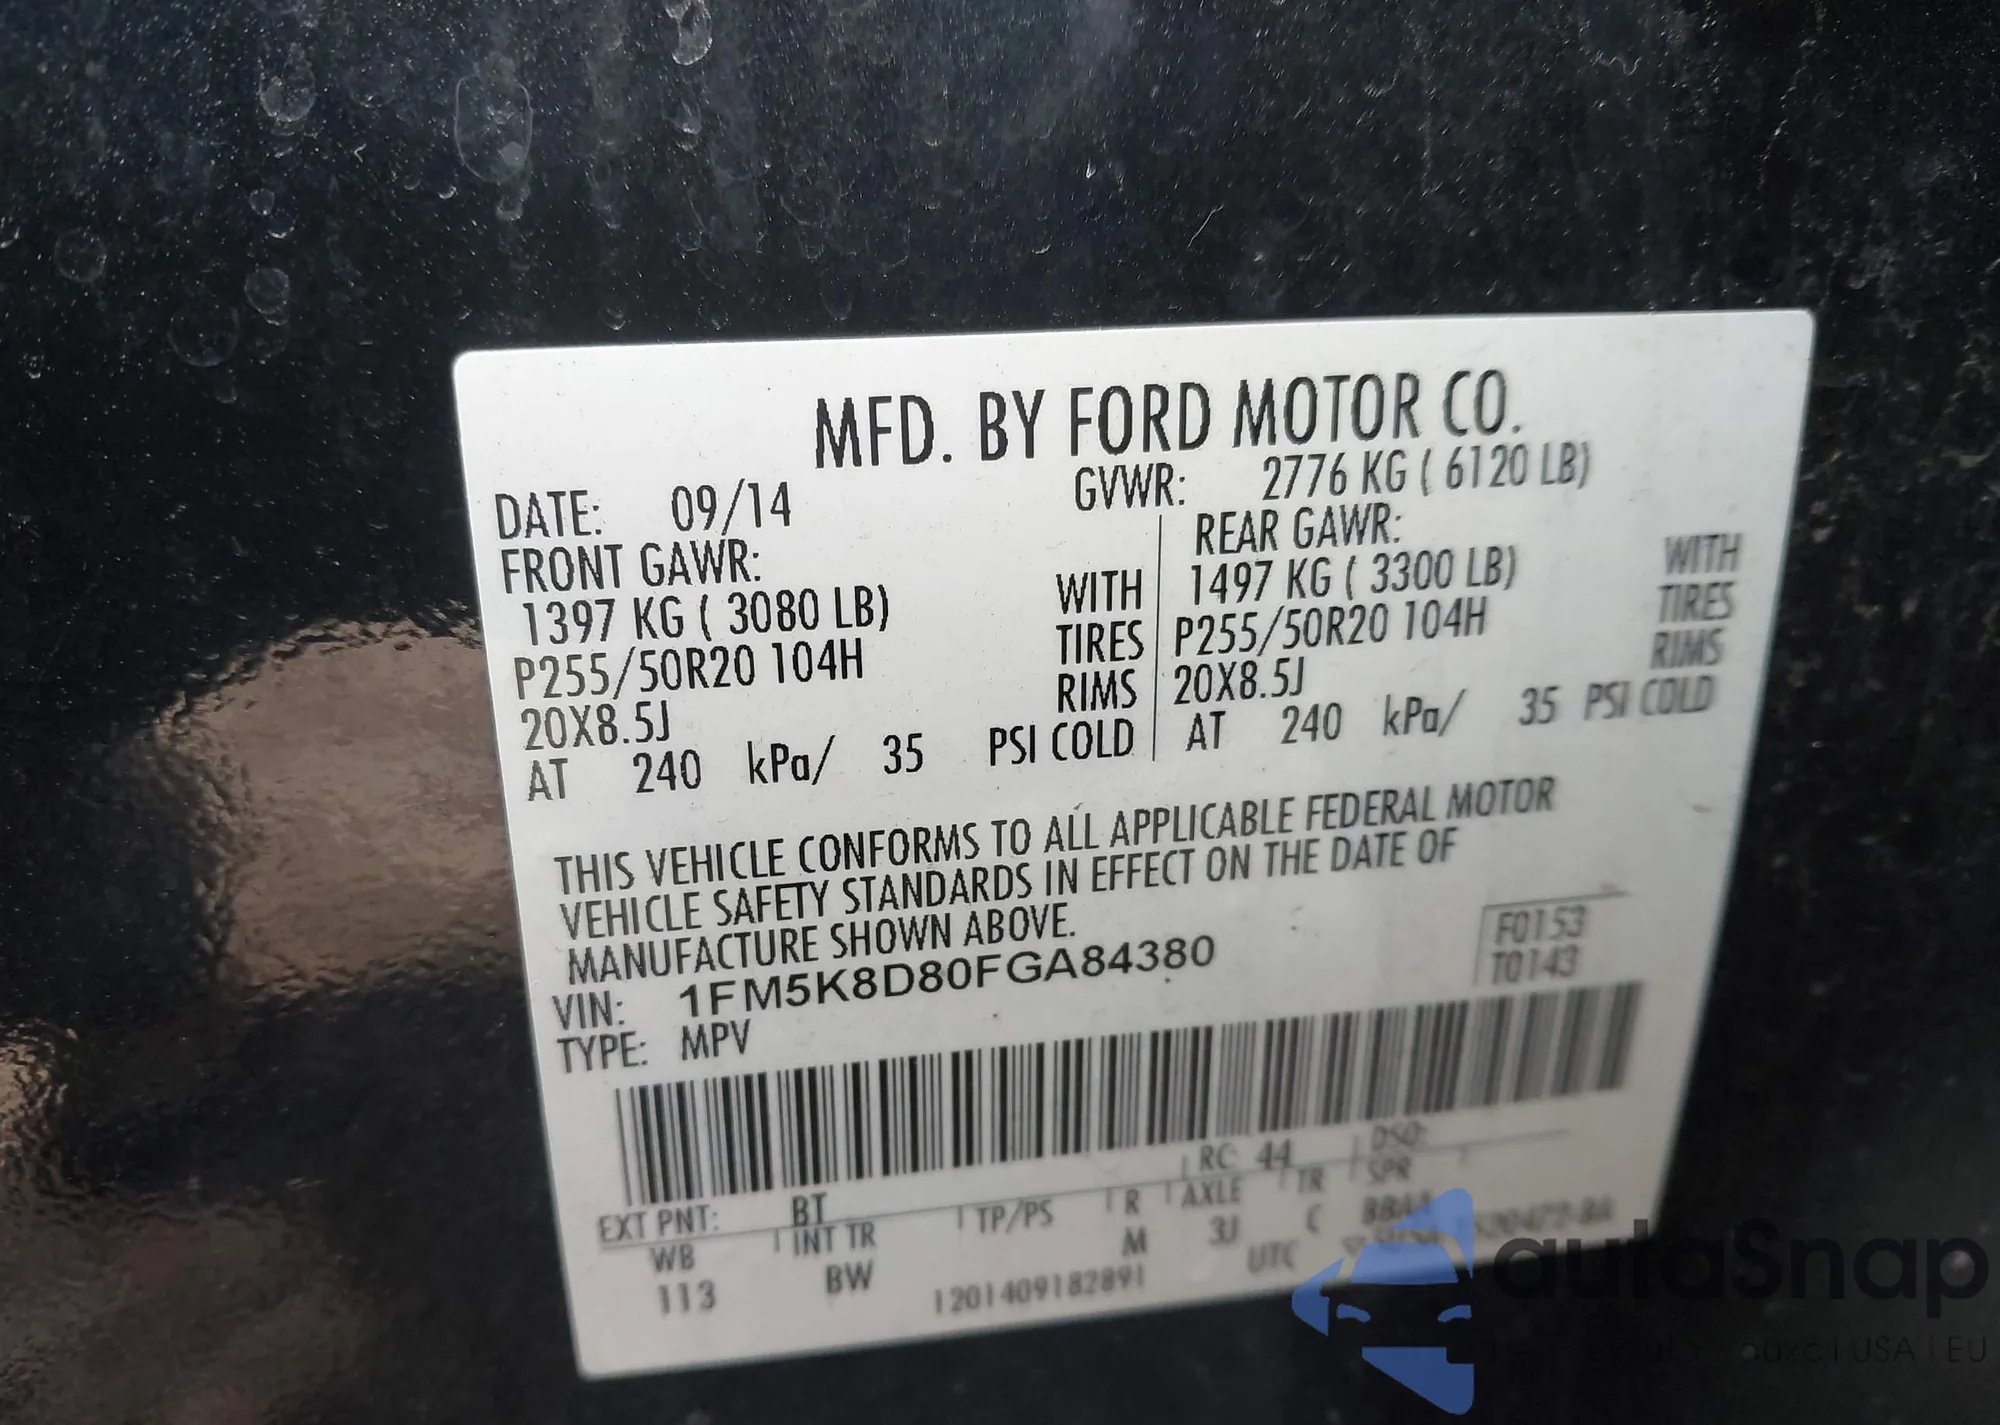 MFD. BY FORD MOTOR CO.
DATE: 09/14 GVWR: 2776 KG ( 6120 LB)
FRONT GAWR: REAR GAWR:
1397 KG ( 3080 LB) WITH 1497 KG ( 3300 LB) WITH
P255/50R20 104H TIRES P255/50R20 104H TIRES
20X8.5J RIMS 20X8.5J RIMS
AT 240 kPa/ 35 PSI COLD AT 240 kPa/ 35 PSI COLD
THIS VEHICLE CONFORMS TO ALL APPLICABLE FEDERAL MOTOR
VEHICLE SAFETY STANDARDS IN EFFECT ON THE DATE OF
MANUFACTURE SHOWN ABOVE.
F0153
T0143
VIN: 1FM5K8D80FGA84380
TYPE: MPV
EXT PNT: RC: 44 DSO:
WB BT INT TR TP/PS R AXLE TR SPR
113 BW M 3J C
1201409182891 UTC
autoSnap
USA EU